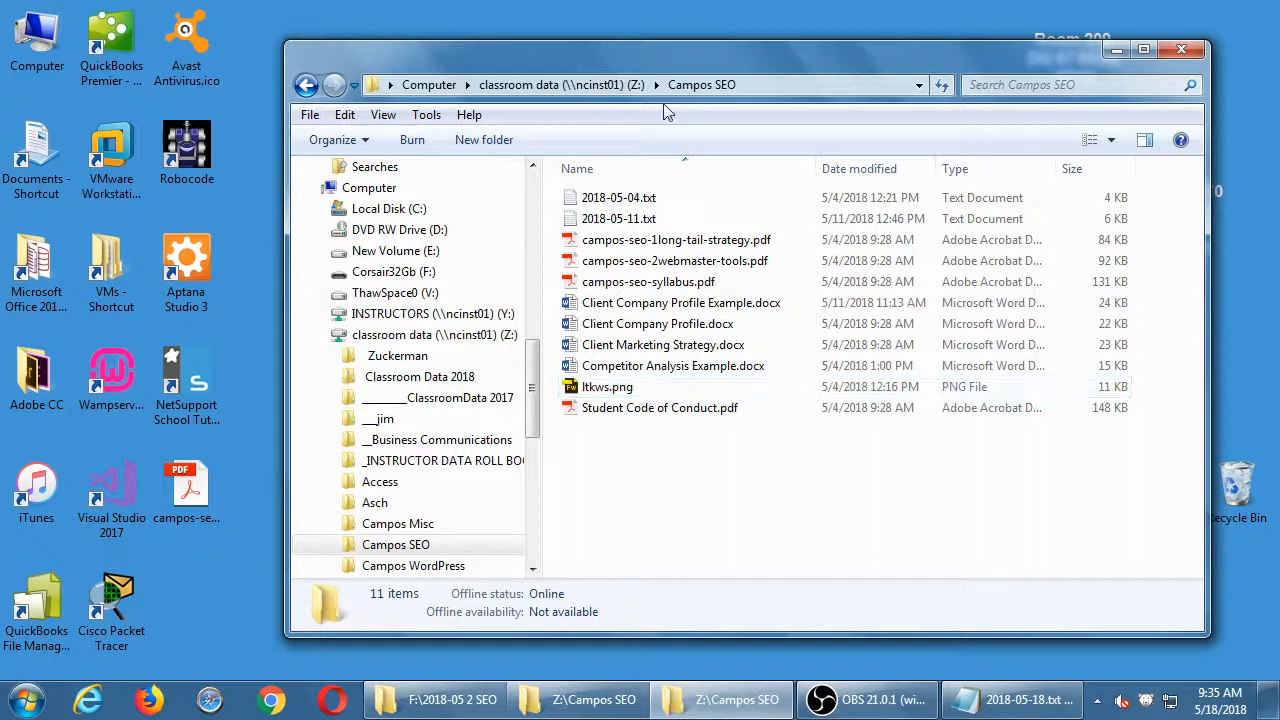 Computer
QuickBooks
Premier - ...
Avast
Antivirus.ico
Documents -
Shortcut
VMware
Workstati...
Robocode
Microsoft
Office 201...
VMs -
Shortcut
Aptana
Studio 3
Adobe CC
Wampserv...
NetSupport
School Tut...
iTunes
Visual Studio
2017
PDF
campos-se...
QuickBooks
File Manag...
Cisco Packet
Tracer
Recycle Bin
Computer
classroom data (\\ncinst01) (Z:)
Campos SEO
Search Campos SEO
File Edit View Tools Help
Organize Burn New folder
Searches
Computer
Local Disk (C:)
DVD RW Drive (D:)
New Volume (E:)
Corsair32Gb (F:)
ThawSpace0 (V:)
INSTRUCTORS (\\ncinst01) (Y:)
classroom data (\\ncinst01) (Z:)
Zuckerman
Classroom Data 2018
________ClassroomData 2017
___jim
__Business Communications
_INSTRUCTOR DATA ROLL BO
Access
Asch
Campos Misc
Campos SEO
Campos WordPress
Name Date modified Type Size
2018-05-04.txt 5/4/2018 12:21 PM Text Document 4 KB
2018-05-11.txt 5/11/2018 12:46 PM Text Document 6 KB
campos-seo-1long-tail-strategy.pdf 5/4/2018 9:28 AM Adobe Acrobat D... 84 KB
campos-seo-2webmaster-tools.pdf 5/4/2018 9:28 AM Adobe Acrobat D... 92 KB
campos-seo-syllabus.pdf 5/4/2018 9:28 AM Adobe Acrobat D... 131 KB
Client Company Profile Example.docx 5/11/2018 11:13 AM Microsoft Word D... 24 KB
Client Company Profile.docx 5/4/2018 9:28 AM Microsoft Word D... 22 KB
Client Marketing Strategy.docx 5/4/2018 9:28 AM Microsoft Word D... 23 KB
Competitor Analysis Example.docx 5/4/2018 1:00 PM Microsoft Word D... 15 KB
ltkws.png 5/4/2018 12:16 PM PNG File 11 KB
Student Code of Conduct.pdf 5/4/2018 9:28 AM Adobe Acrobat D... 148 KB
11 items
Offline status: Online
Offline availability: Not available
F:\2018-05 2 SEO
Z:\Campos SEO
Z:\Campos SEO
OBS 21.0.1 (wi...
2018-05-18.txt ...
9:35 AM
5/18/2018